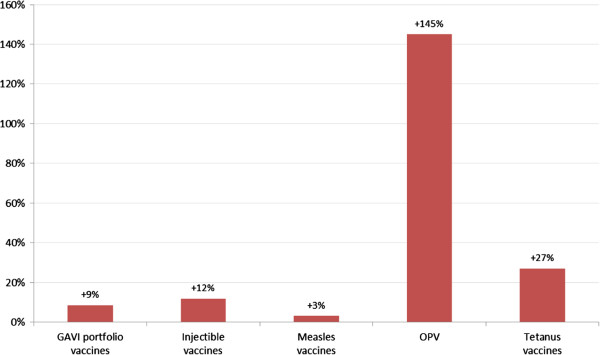 160%
140%
120%
100%
80%
60%
40%
20%
0%
+9%
+12%
+3%
+145%
+27%
GAVI portfolio
vaccines
Injectible
vaccines
Measles
vaccines
OPV
Tetanus
vaccines